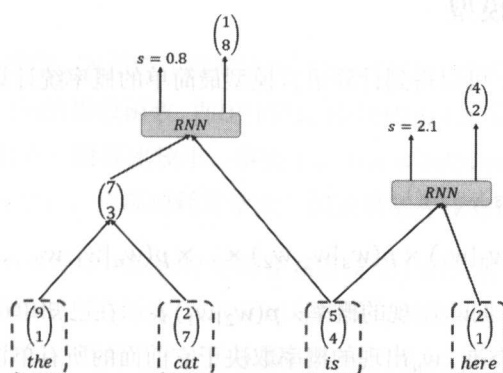 (1 8)
s = 0.8
RNN
(4 2)
s = 2.1
RNN
(7 3)
(9 1) (2 7) (5 4) (2 1)
the cat is here